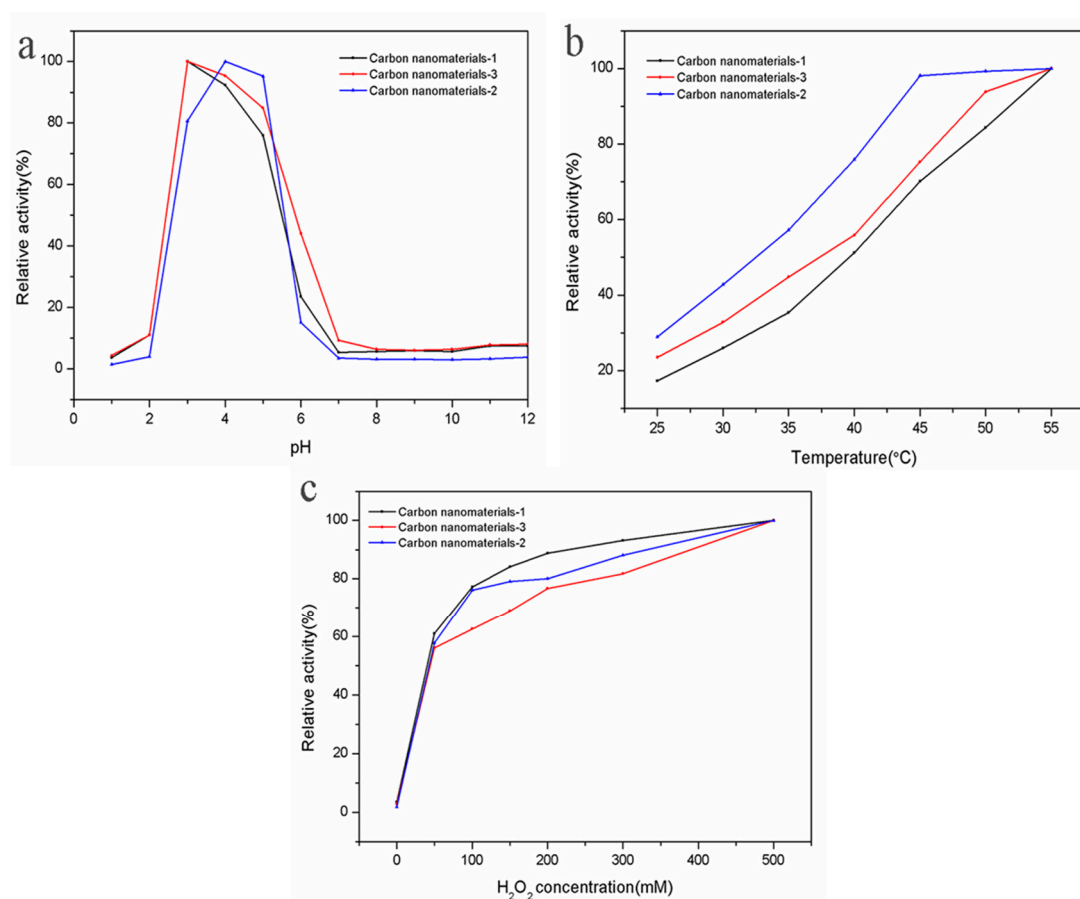 a
Carbon nanomaterials-1
Carbon nanomaterials-3
Carbon nanomaterials-2
Relative activity(%)
100
80
60
40
20
0
0 2 4 6 8 10 12
pH
b
Carbon nanomaterials-1
Carbon nanomaterials-3
Carbon nanomaterials-2
Relative activity(%)
100
80
60
40
20
25 30 35 40 45 50 55
Temperature(°C)
c
Carbon nanomaterials-1
Carbon nanomaterials-3
Carbon nanomaterials-2
Relative activity(%)
100
80
60
40
20
0
0 100 200 300 400 500
H₂O₂ concentration(mM)